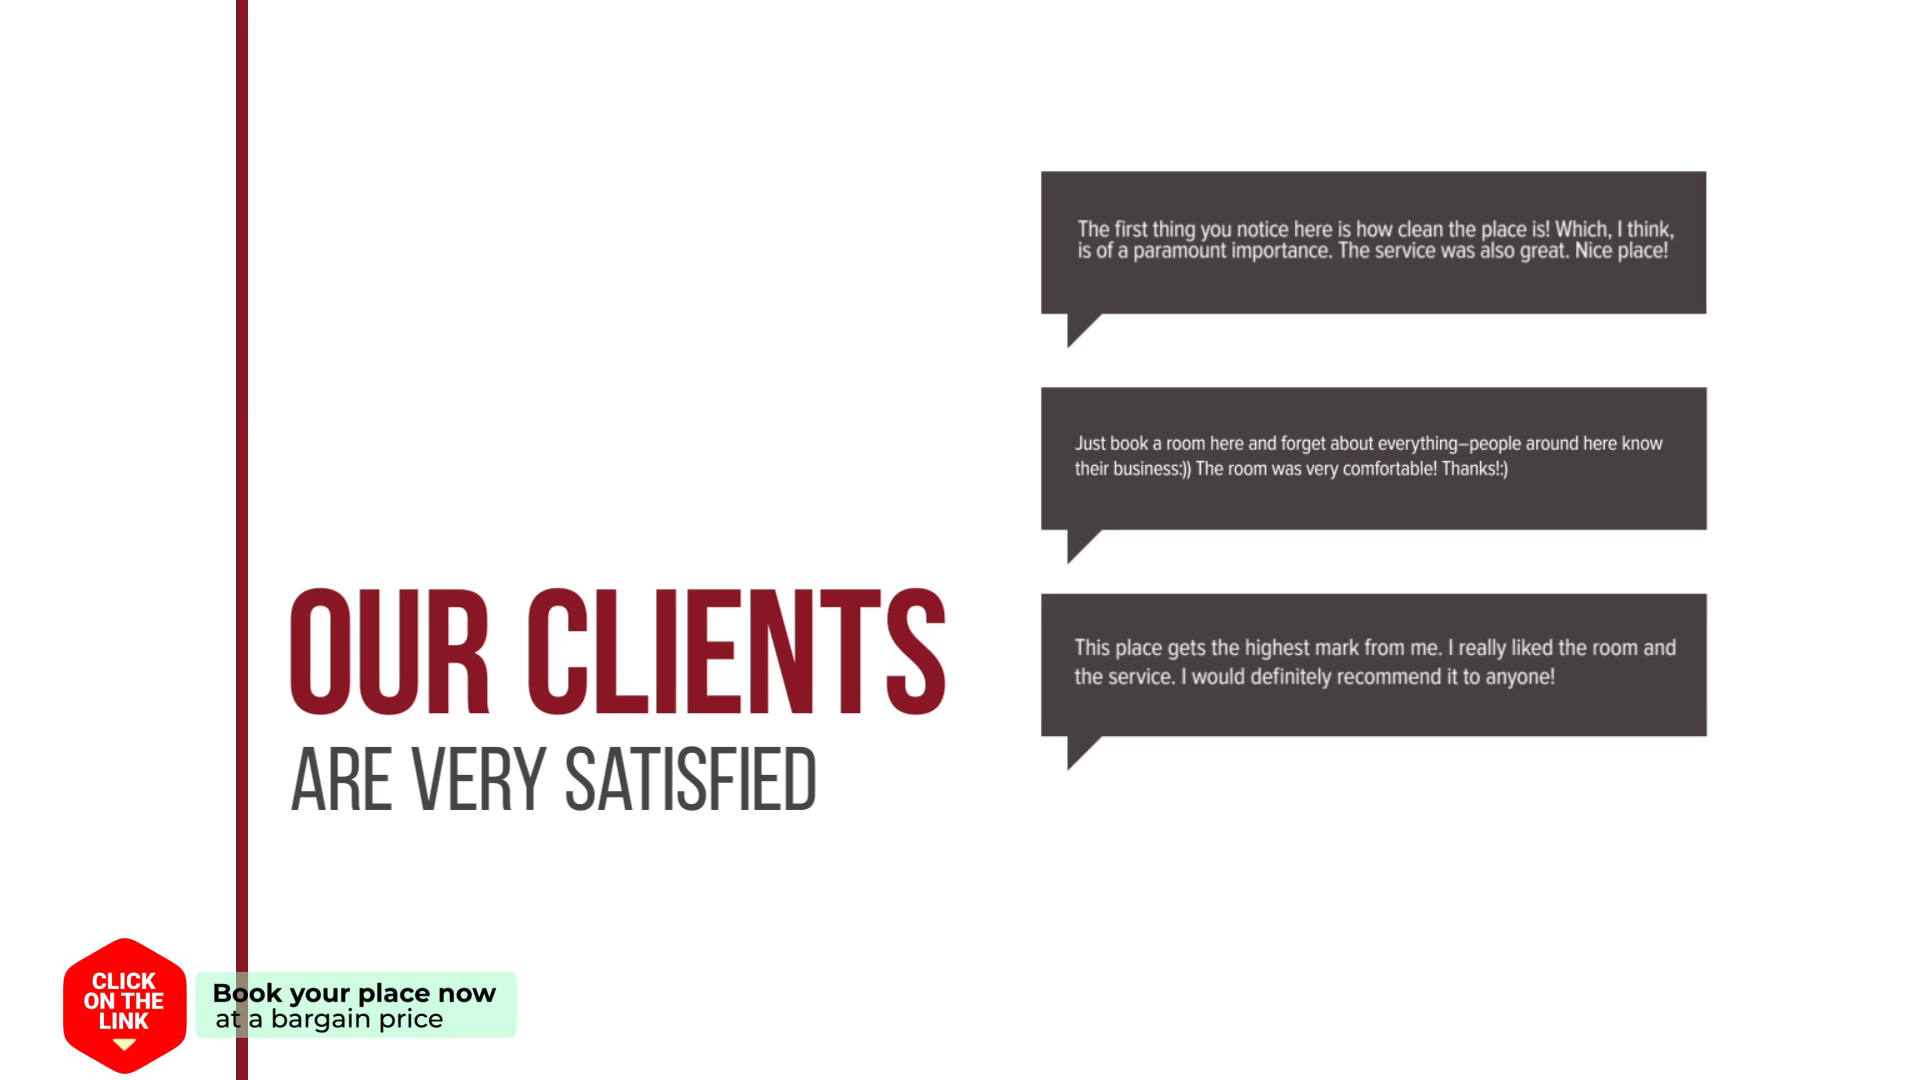 The first thing you notice here is how clean the place is! Which, I think,
is of a paramount importance. The service was also great. Nice place!
Just book a room here and forget about everything–people around here know
their business:)) The room was very comfortable! Thanks!:)
This place gets the highest mark from me. I really liked the room and
the service. I would definitely recommend it to anyone!
OUR CLIENTS
ARE VERY SATISFIED
CLICK
ON THE
LINK
Book your place now
at a bargain price